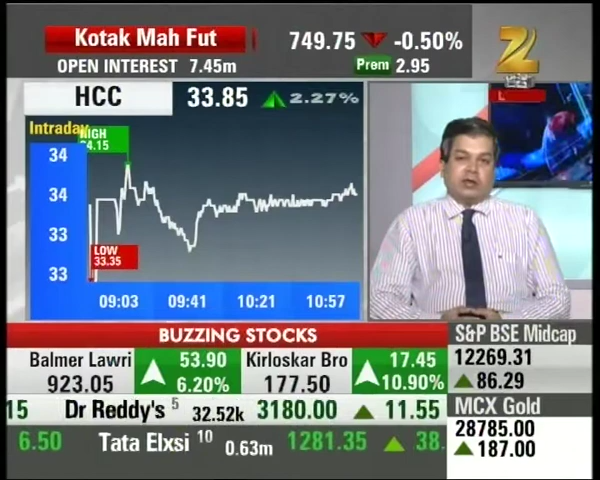 Kotak Mah Fut 749.75 -0.50%
OPEN INTEREST 7.45m Prem 2.95
HCC 33.85 2.27%
Intraday
HIGH
34.15
34
34
33
33
LOW
33.35
09:03 09:41 10:21 10:57
BUZZING STOCKS
Balmer Lawri 53.90
923.05 6.20%
Kirloskar Bro 17.45
177.50 10.90%
S&P BSE Midcap
12269.31
86.29
15 Dr Reddy's 5 32.52k 3180.00 11.55
6.50 Tata Elxsi 10 0.63m 1281.35 38.
MCX Gold
28785.00
187.00